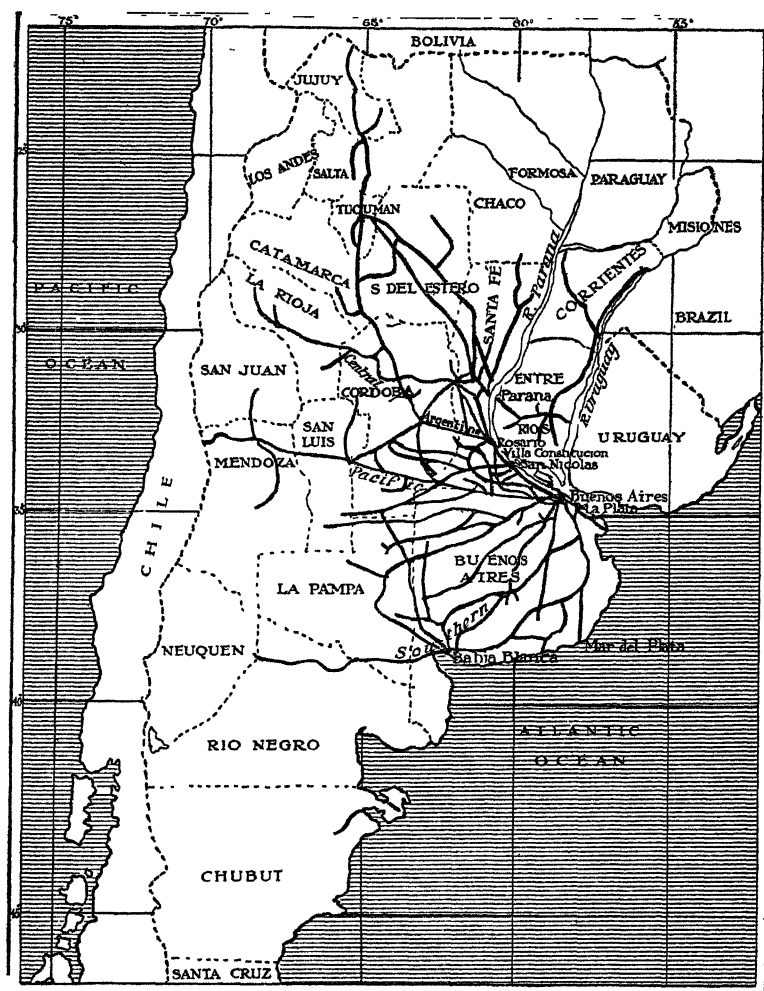 75°
70°
65°
60°
55°
BOLIVIA
JUJUY
25
LOS ANDES
SALTA
FORMOSA
PARAGUAY
TUCUMAN
CHACO
MISIONES
CATAMARCA
R. Parana
CORRIENTES
PACIFIC
LA RIOJA
S DEL ESTERO
SANTA FÉ
BRAZIL
30
OCEAN
SAN JUAN
Central
ENTRE
CORDOBA
Parana
R. Uruguay
SAN
LUIS
Argentine
RIOS
Rosario
URUGUAY
MENDOZA
Villa Constitucion
San Nicolas
Pacific
CHILE
Buenos Aires
La Plata
35
BUENOS
AIRES
LA PAMPA
NEUQUEN
Southern
Mar del Plata
Bahia Blanca
40
ATLANTIC
OCEAN
RIO NEGRO
CHUBUT
45
SANTA CRUZ